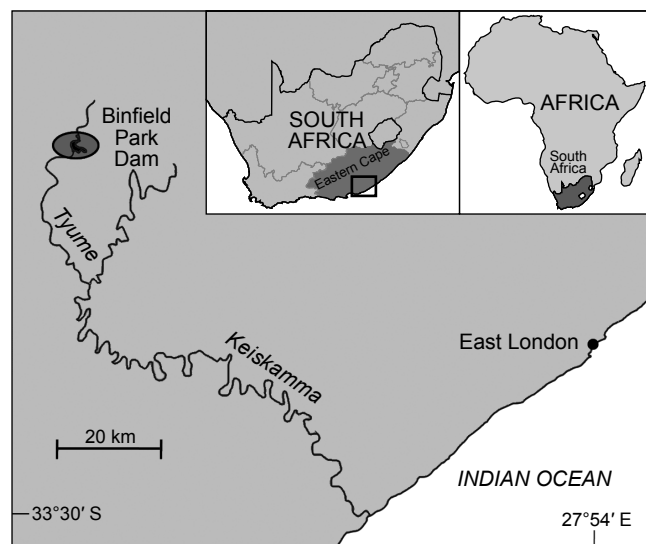 Binfield
Park
Dam
Tyume
Keiskamma
20 km
33°30′ S
SOUTH
AFRICA
Eastern Cape
AFRICA
South
Africa
East London
INDIAN OCEAN
27°54′ E